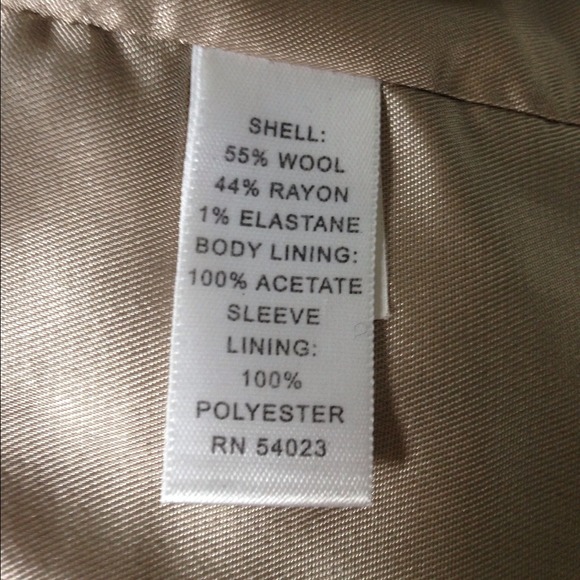 SHELL:
55% WOOL
44% RAYON
1% ELASTANE
BODY LINING:
100% ACETATE
SLEEVE
LINING:
100%
POLYESTER
RN 54023